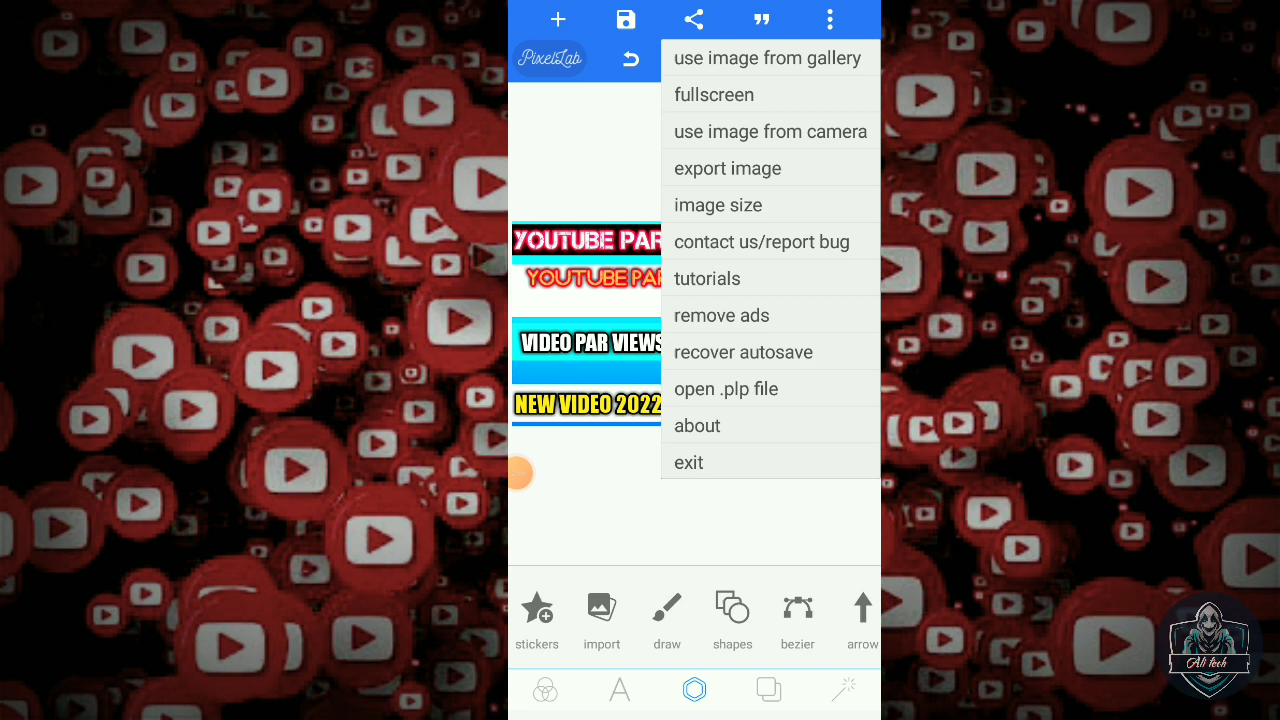 PixelLab
use image from gallery
fullscreen
use image from camera
export image
image size
contact us/report bug
tutorials
remove ads
recover autosave
open .plp file
about
exit
YOUTUBE PAR
YOUTUBE PA
VIDEO PAR VIEWS
NEW VIDEO 2022
stickers
import
draw
shapes
bezier
arrow
Ali tech